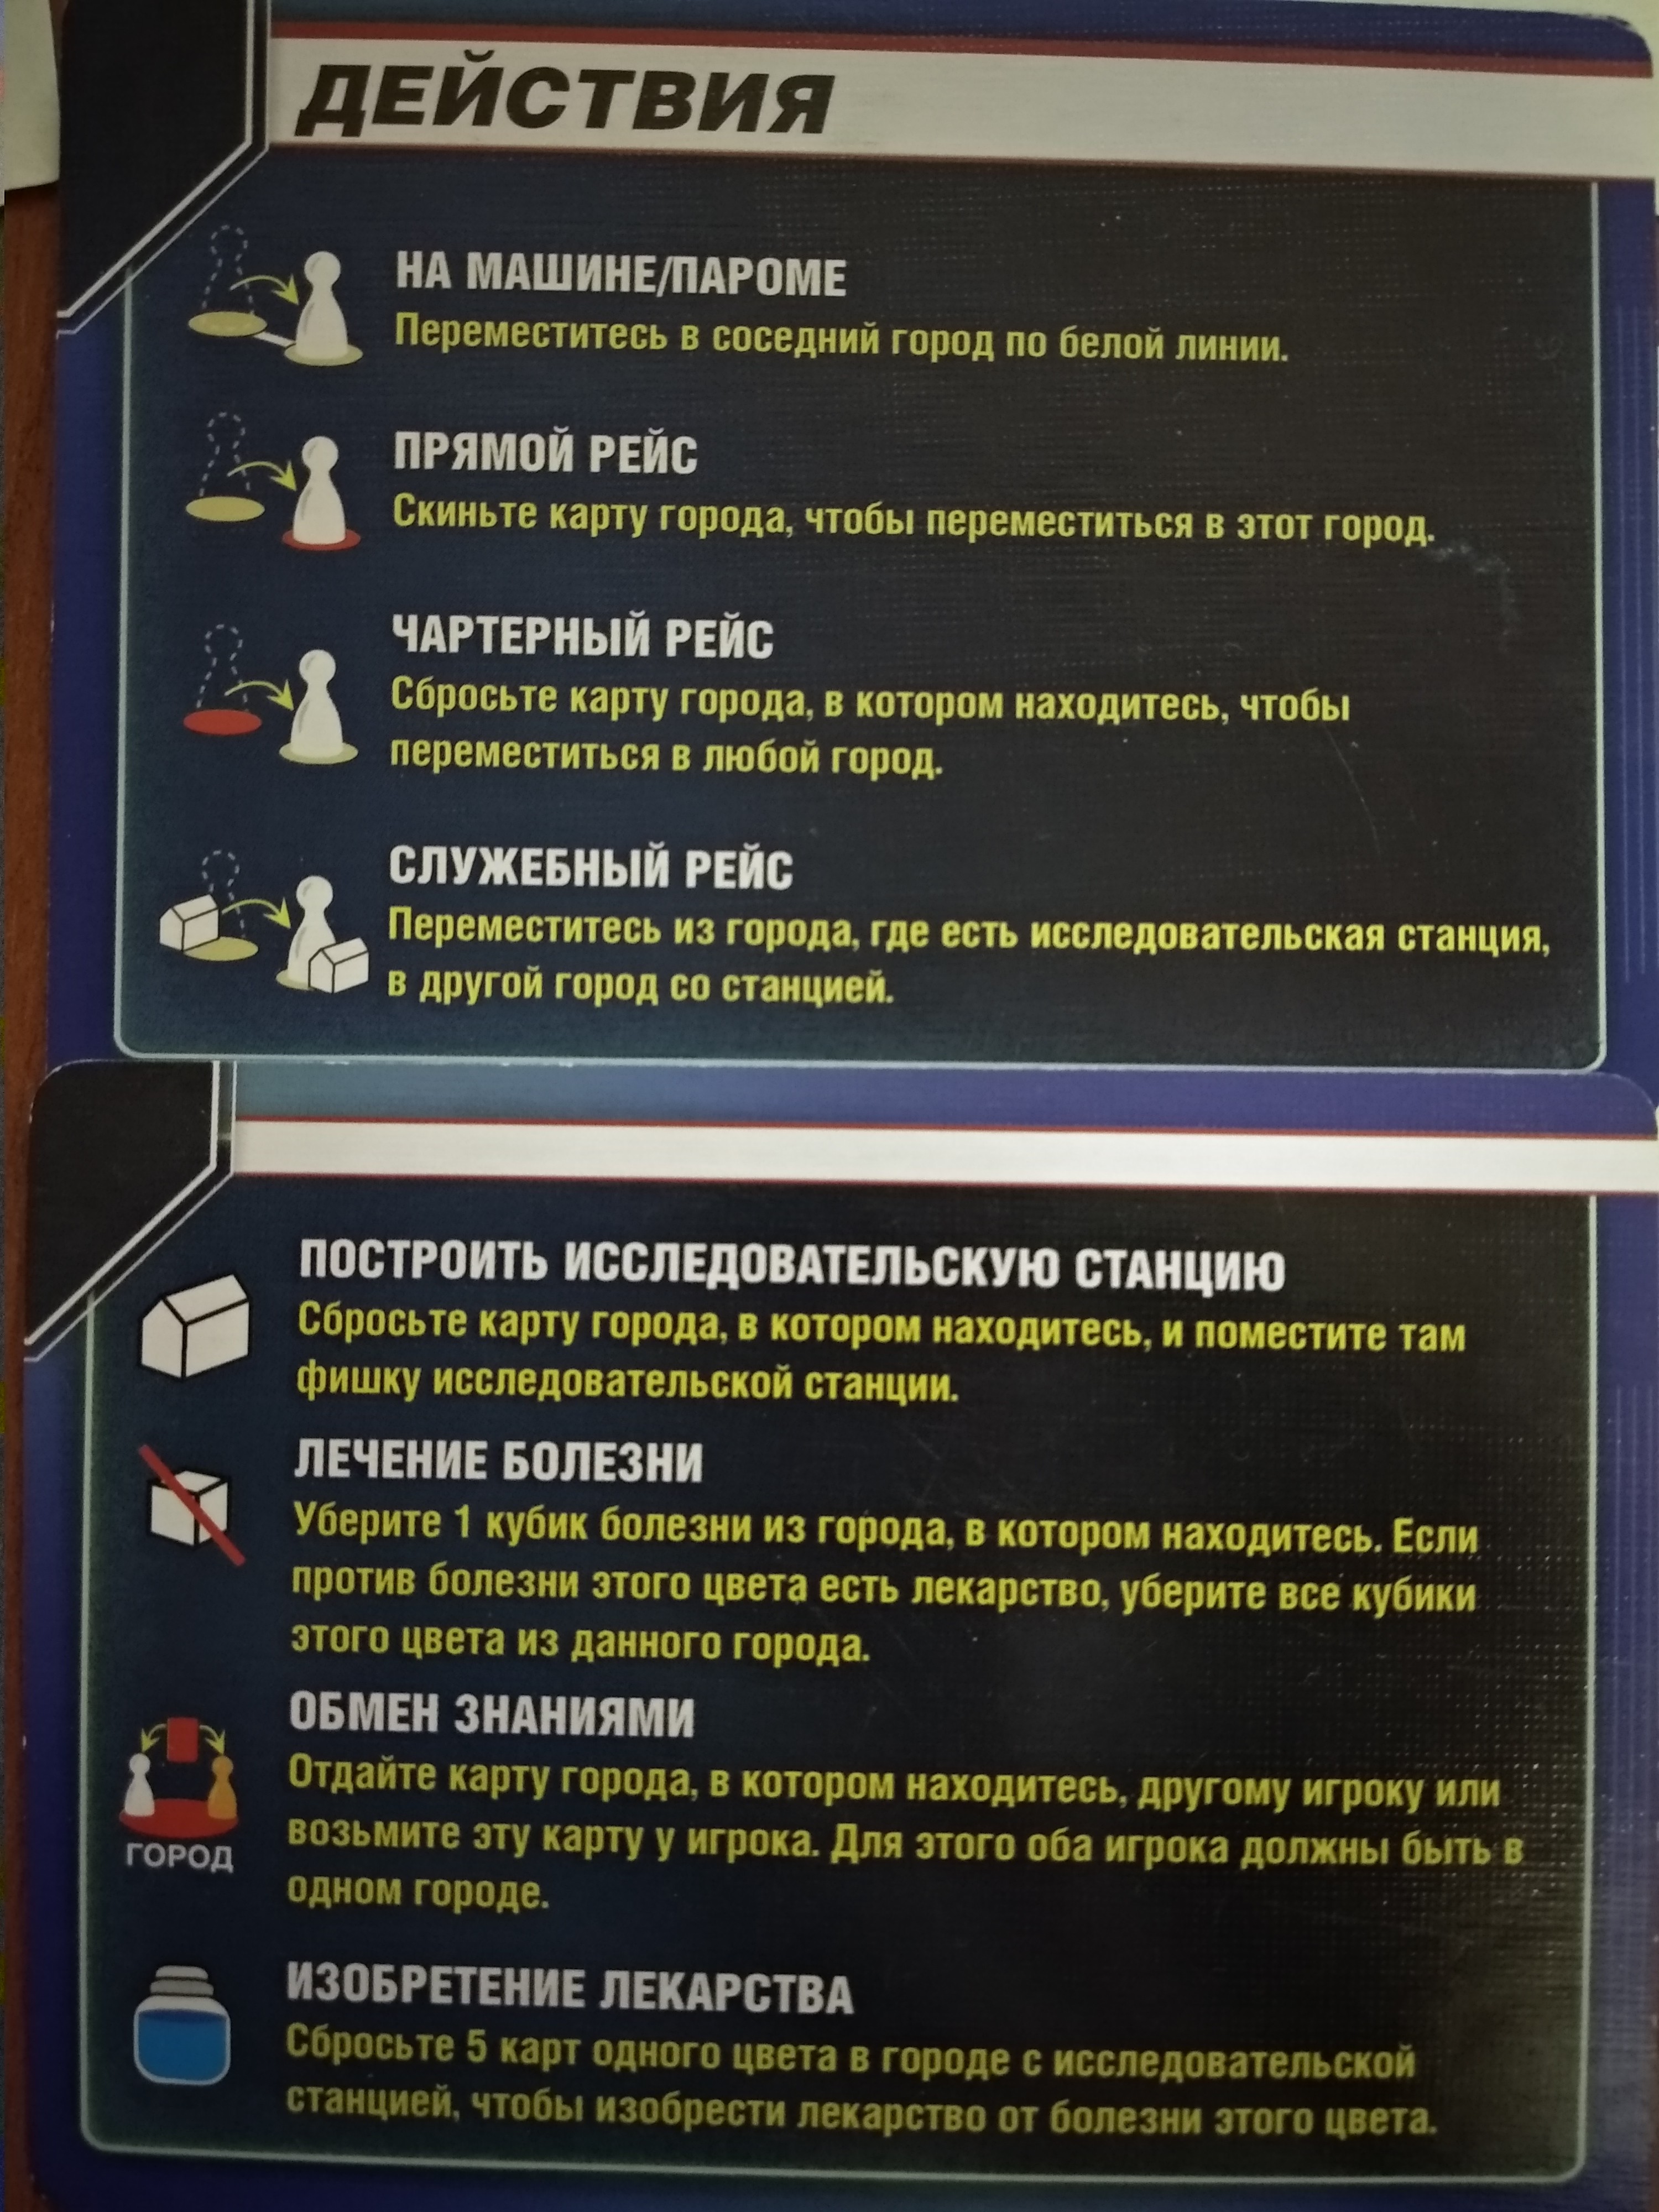 ДЕЙСТВИЯ
НА МАШИНЕ/ПАРОМЕ
Переместитесь в соседний город по белой линии.
ПРЯМОЙ РЕЙС
Скиньте карту города, чтобы переместиться в этот город.
ЧАРТЕРНЫЙ РЕЙС
Сбросьте карту города, в котором находитесь, чтобы
переместиться в любой город.
СЛУЖЕБНЫЙ РЕЙС
Переместитесь из города, где есть исследовательская станция,
в другой город со станцией.
ПОСТРОИТЬ ИССЛЕДОВАТЕЛЬСКУЮ СТАНЦИЮ
Сбросьте карту города, в котором находитесь, и поместите там
фишку исследовательской станции.
ЛЕЧЕНИЕ БОЛЕЗНИ
Уберите 1 кубик болезни из города, в котором находитесь. Если
против болезни этого цвета есть лекарство, уберите все кубики
этого цвета из данного города.
ОБМЕН ЗНАНИЯМИ
Отдайте карту города, в котором находитесь, другому игроку или
возьмите эту карту у игрока. Для этого оба игрока должны быть в
одном городе.
ГОРОД
ИЗОБРЕТЕНИЕ ЛЕКАРСТВА
Сбросьте 5 карт одного цвета в городе с исследовательской
станцией, чтобы изобрести лекарство от болезни этого цвета.